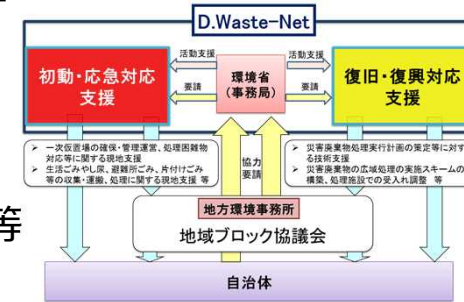 D.Waste-Net
初動・応急対応
支援
活動支援
要請
環境省
(事務局)
活動支援
要請
復旧・復興対応
支援
➢ 一次仮置場の確保・管理運営、処理困難物
対応等に関する現地支援
➢ 生活ごみやし尿、避難所ごみ、片付けごみ
等の収集・運搬、処理に関する現地支援 等
協力
要請
➢ 災害廃棄物処理実行計画の策定等に対す
る技術支援
➢ 災害廃棄物の広域処理の実施スキームの
構築、処理施設での受入れ調整 等
等
地方環境事務所
地域ブロック協議会
自治体